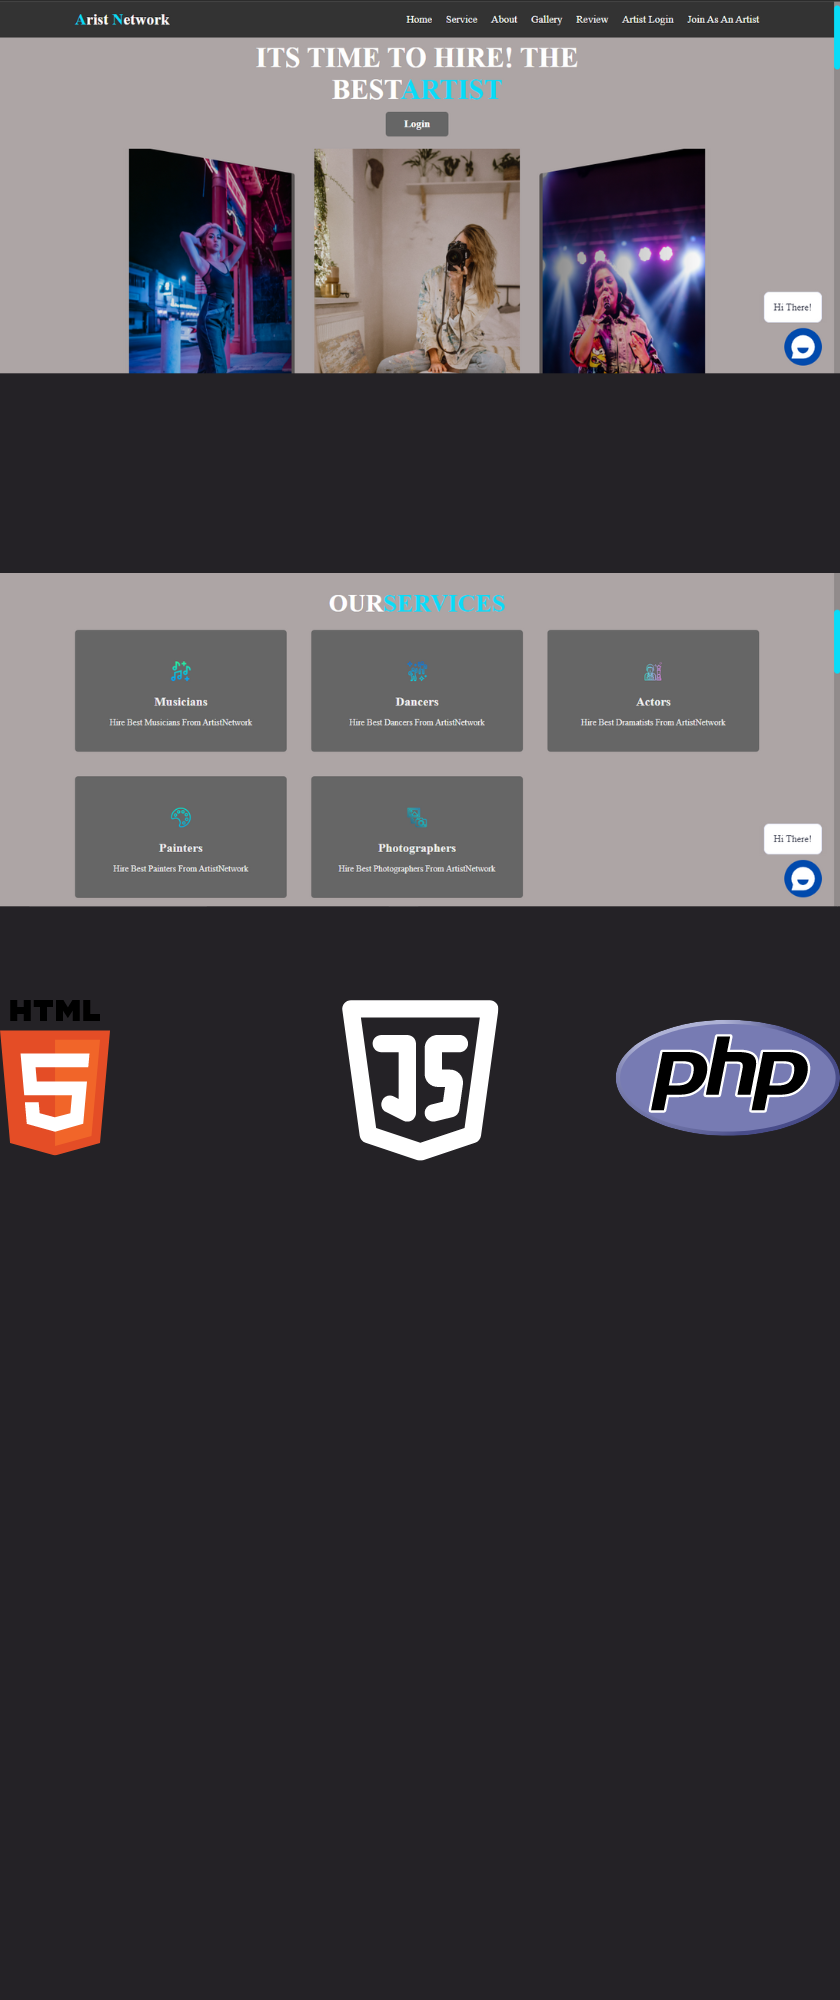 Arist Network
Home Service About Gallery Review Artist Login Join As An Artist
ITS TIME TO HIRE! THE
BESTARTIST
Login
Hi There!
OURSERVICES
Musicians
Hire Best Musicians From ArtistNetwork
Dancers
Hire Best Dancers From ArtistNetwork
Actors
Hire Best Dramatists From ArtistNetwork
Painters
Hire Best Painters From ArtistNetwork
Photographers
Hire Best Photographers From ArtistNetwork
Hi There!
HTML
5
JS
php